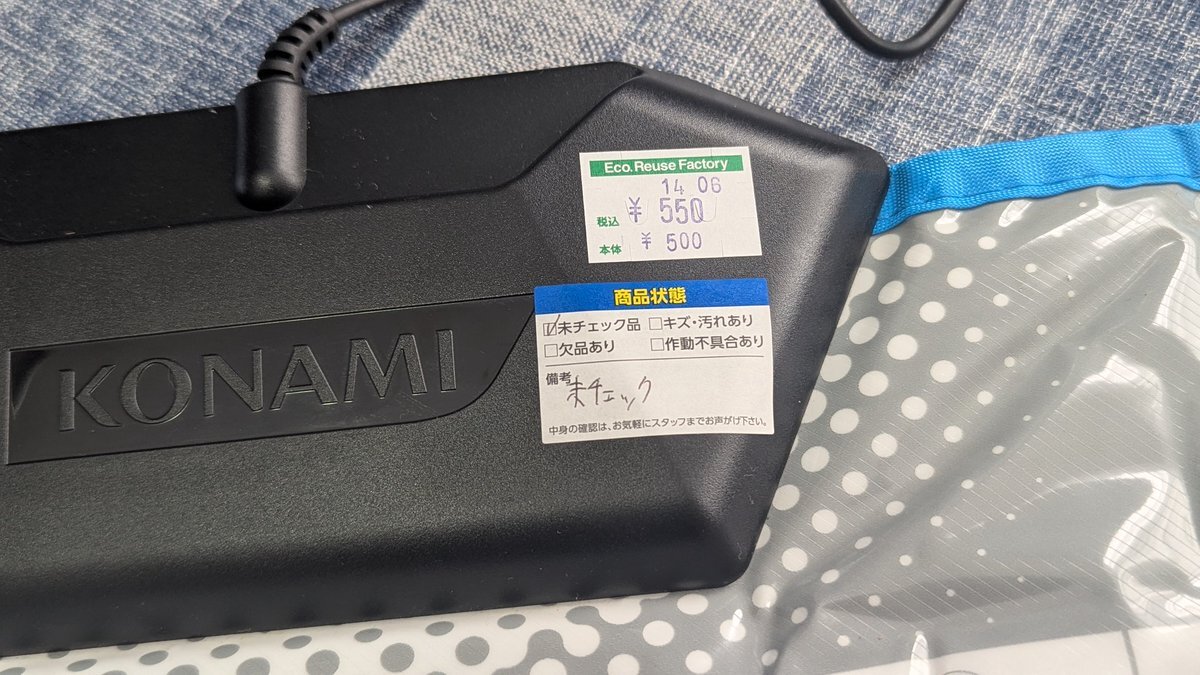 Eco.Reuse Factory
14 06
税込 ¥ 550
本体 ¥ 500
商品状態
☑未チェック品 □キズ・汚れあり
□欠品あり □作動不具合あり
備考 未チェック
中身の確認は、お気軽にスタッフまでお声がけ下さい。
KONAMI